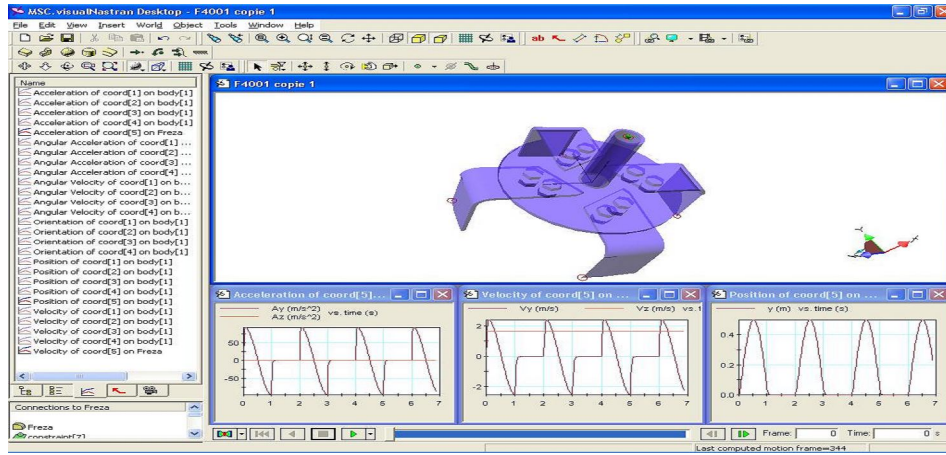 MSC.visualNastran Desktop - F4001 copie 1
File Edit View Insert World Object Tools Window Help
Name
Acceleration of coord[1] on body[1]
Acceleration of coord[2] on body[1]
Acceleration of coord[3] on body[1]
Acceleration of coord[4] on body[1]
Acceleration of coord[5] on Freza
Angular Acceleration of coord[1] ...
Angular Acceleration of coord[2] ...
Angular Acceleration of coord[3] ...
Angular Acceleration of coord[4] ...
Angular Velocity of coord[1] on b...
Angular Velocity of coord[2] on b...
Angular Velocity of coord[3] on b...
Angular Velocity of coord[4] on b...
Orientation of coord[1] on body[1]
Orientation of coord[2] on body[1]
Orientation of coord[3] on body[1]
Orientation of coord[4] on body[1]
Position of coord[1] on body[1]
Position of coord[2] on body[1]
Position of coord[3] on body[1]
Position of coord[4] on body[1]
Position of coord[5] on body[1]
Velocity of coord[1] on body[1]
Velocity of coord[2] on body[1]
Velocity of coord[3] on body[1]
Velocity of coord[4] on body[1]
Velocity of coord[5] on Freza
Connections to Freza
Freza
constraint[7]
F4001 copie 1
Acceleration of coord[5]...
Ay (m/s^2)
Az (m/s^2) vs. time (s)
50
0
-50
0 1 2 3 4 5 6 7
Velocity of coord[5] on ...
Vy (m/s) Vz (m/s) vs. t
2
0
-2
0 1 2 3 4 5 6 7
Position of coord[5] on ...
y (m) vs. time (s)
0.4
0.2
0.0
0 1 2 3 4 5 6 7
Frame: 0 Time: 0 s
Last computed motion frame=344